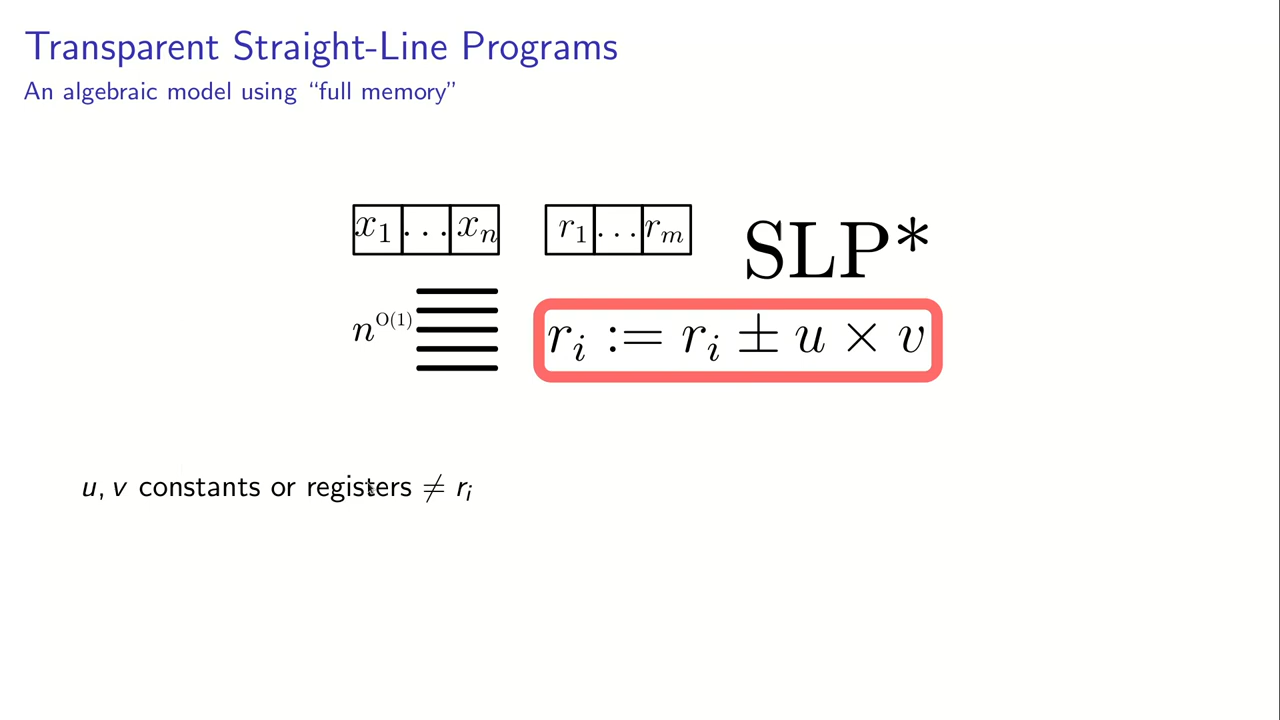 Transparent Straight-Line Programs
An algebraic model using “full memory”
x₁ ... xₙ r₁ ... rₘ SLP*
n^O(1) rᵢ := rᵢ ± u × v
u, v constants or registers ≠ rᵢ